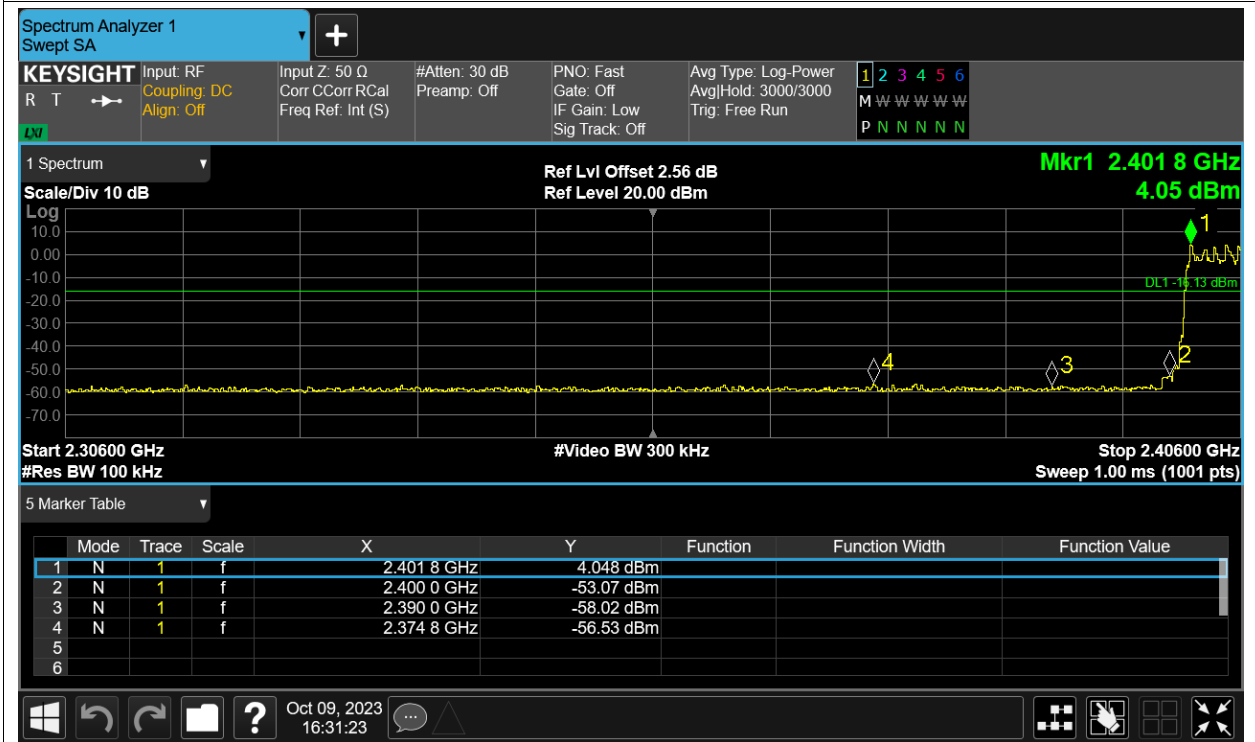 Spectrum Analyzer 1
Swept SA
KEYSIGHT Input: RF Input Z: 50 Ω #Atten: 30 dB PNO: Fast Avg Type: Log-Power 1 2 3 4 5 6
R T Coupling: DC Corr CCorr RCal Preamp: Off Gate: Off Avg|Hold: 3000/3000 M W W W W W
Align: Off Freq Ref: Int (S) IF Gain: Low Trig: Free Run
LXI Sig Track: Off P N N N N N
1 Spectrum Ref Lvl Offset 2.56 dB Mkr1 2.401 8 GHz
Scale/Div 10 dB Ref Level 20.00 dBm 4.05 dBm
Log
10.0 1
0.00
-10.0
DL1 -16.13 dBm
-20.0
-30.0
-40.0
4 3 2
-50.0
-60.0
-70.0
Start 2.30600 GHz #Video BW 300 kHz Stop 2.40600 GHz
#Res BW 100 kHz Sweep 1.00 ms (1001 pts)
5 Marker Table
Mode Trace Scale X Y Function Function Width Function Value
1 N 1 f 2.401 8 GHz 4.048 dBm
2 N 1 f 2.400 0 GHz -53.07 dBm
3 N 1 f 2.390 0 GHz -58.02 dBm
4 N 1 f 2.374 8 GHz -56.53 dBm
5
6
? Oct 09, 2023
16:31:23